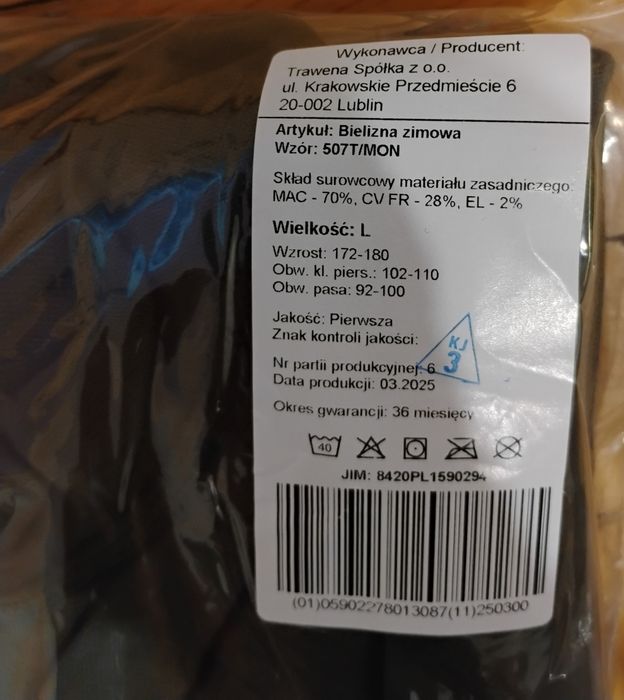 Wykonawca / Producent:
Trawena Spółka z o.o.
ul. Krakowskie Przedmieście 6
20-002 Lublin
Artykuł: Bielizna zimowa
Wzór: 507T/MON
Skład surowcowy materiału zasadniczego:
MAC - 70%, CV FR - 28%, EL - 2%
Wielkość: L
Wzrost: 172-180
Obw. kl. piers.: 102-110
Obw. pasa: 92-100
Jakość: Pierwsza
Znak kontroli jakości:
KJ
3
Nr partii produkcyjnej: 6
Data produkcji: 03.2025
Okres gwarancji: 36 miesięcy
40
JIM: 8420PL1590294
(01)05902278013087(11)250300